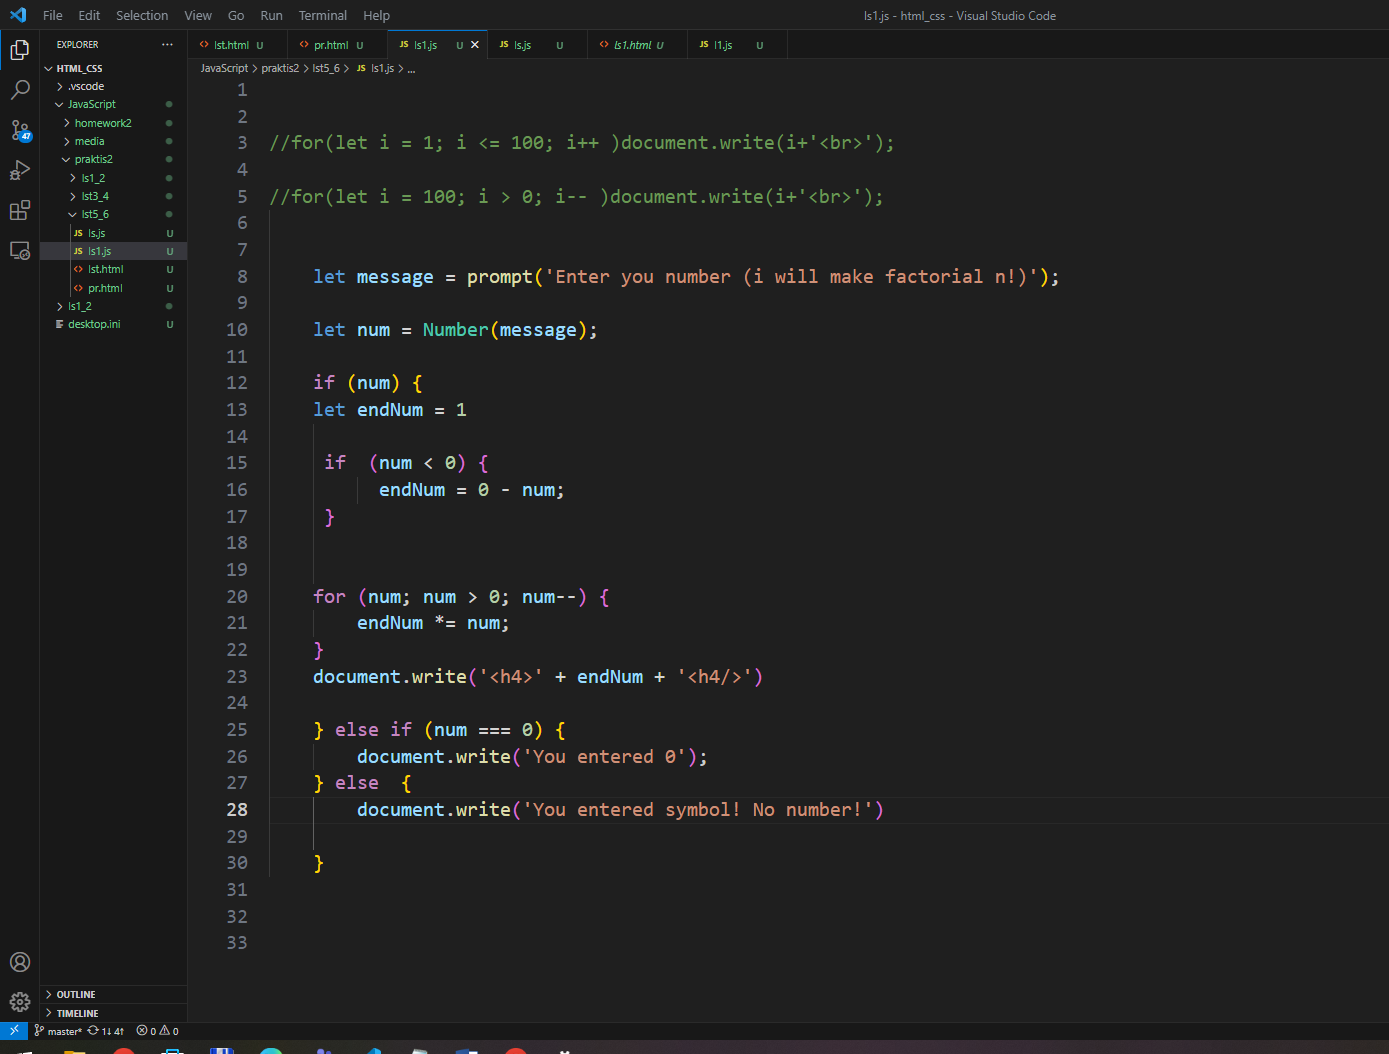 File Edit Selection View Go Run Terminal Help ls1.js - html_css - Visual Studio Code
EXPLORER ...
lst.html U pr.html U JS ls1.js U JS ls.js U ls1.html U JS l1.js U
JavaScript > praktis2 > lst5_6 > JS ls1.js > ...
HTML_CSS
.vscode
JavaScript
homework2
media
praktis2
ls1_2
lst3_4
lst5_6
JS ls.js U
JS ls1.js U
lst.html U
pr.html U
ls1_2
desktop.ini U
47
1
2
3 //for(let i = 1; i <= 100; i++ )document.write(i+'<br>');
4
5 //for(let i = 100; i > 0; i-- )document.write(i+'<br>');
6
7
8 let message = prompt('Enter you number (i will make factorial n!)');
9
10 let num = Number(message);
11
12 if (num) {
13 let endNum = 1
14
15 if  (num < 0) {
16 endNum = 0 - num;
17 }
18
19
20 for (num; num > 0; num--) {
21 endNum *= num;
22 }
23 document.write('<h4>' + endNum + '<h4/>')
24
25 } else if (num === 0) {
26 document.write('You entered 0');
27 } else  {
28 document.write('You entered symbol! No number!')
29
30 }
31
32
33
OUTLINE
TIMELINE
master* 1↓ 4↑ 0 0